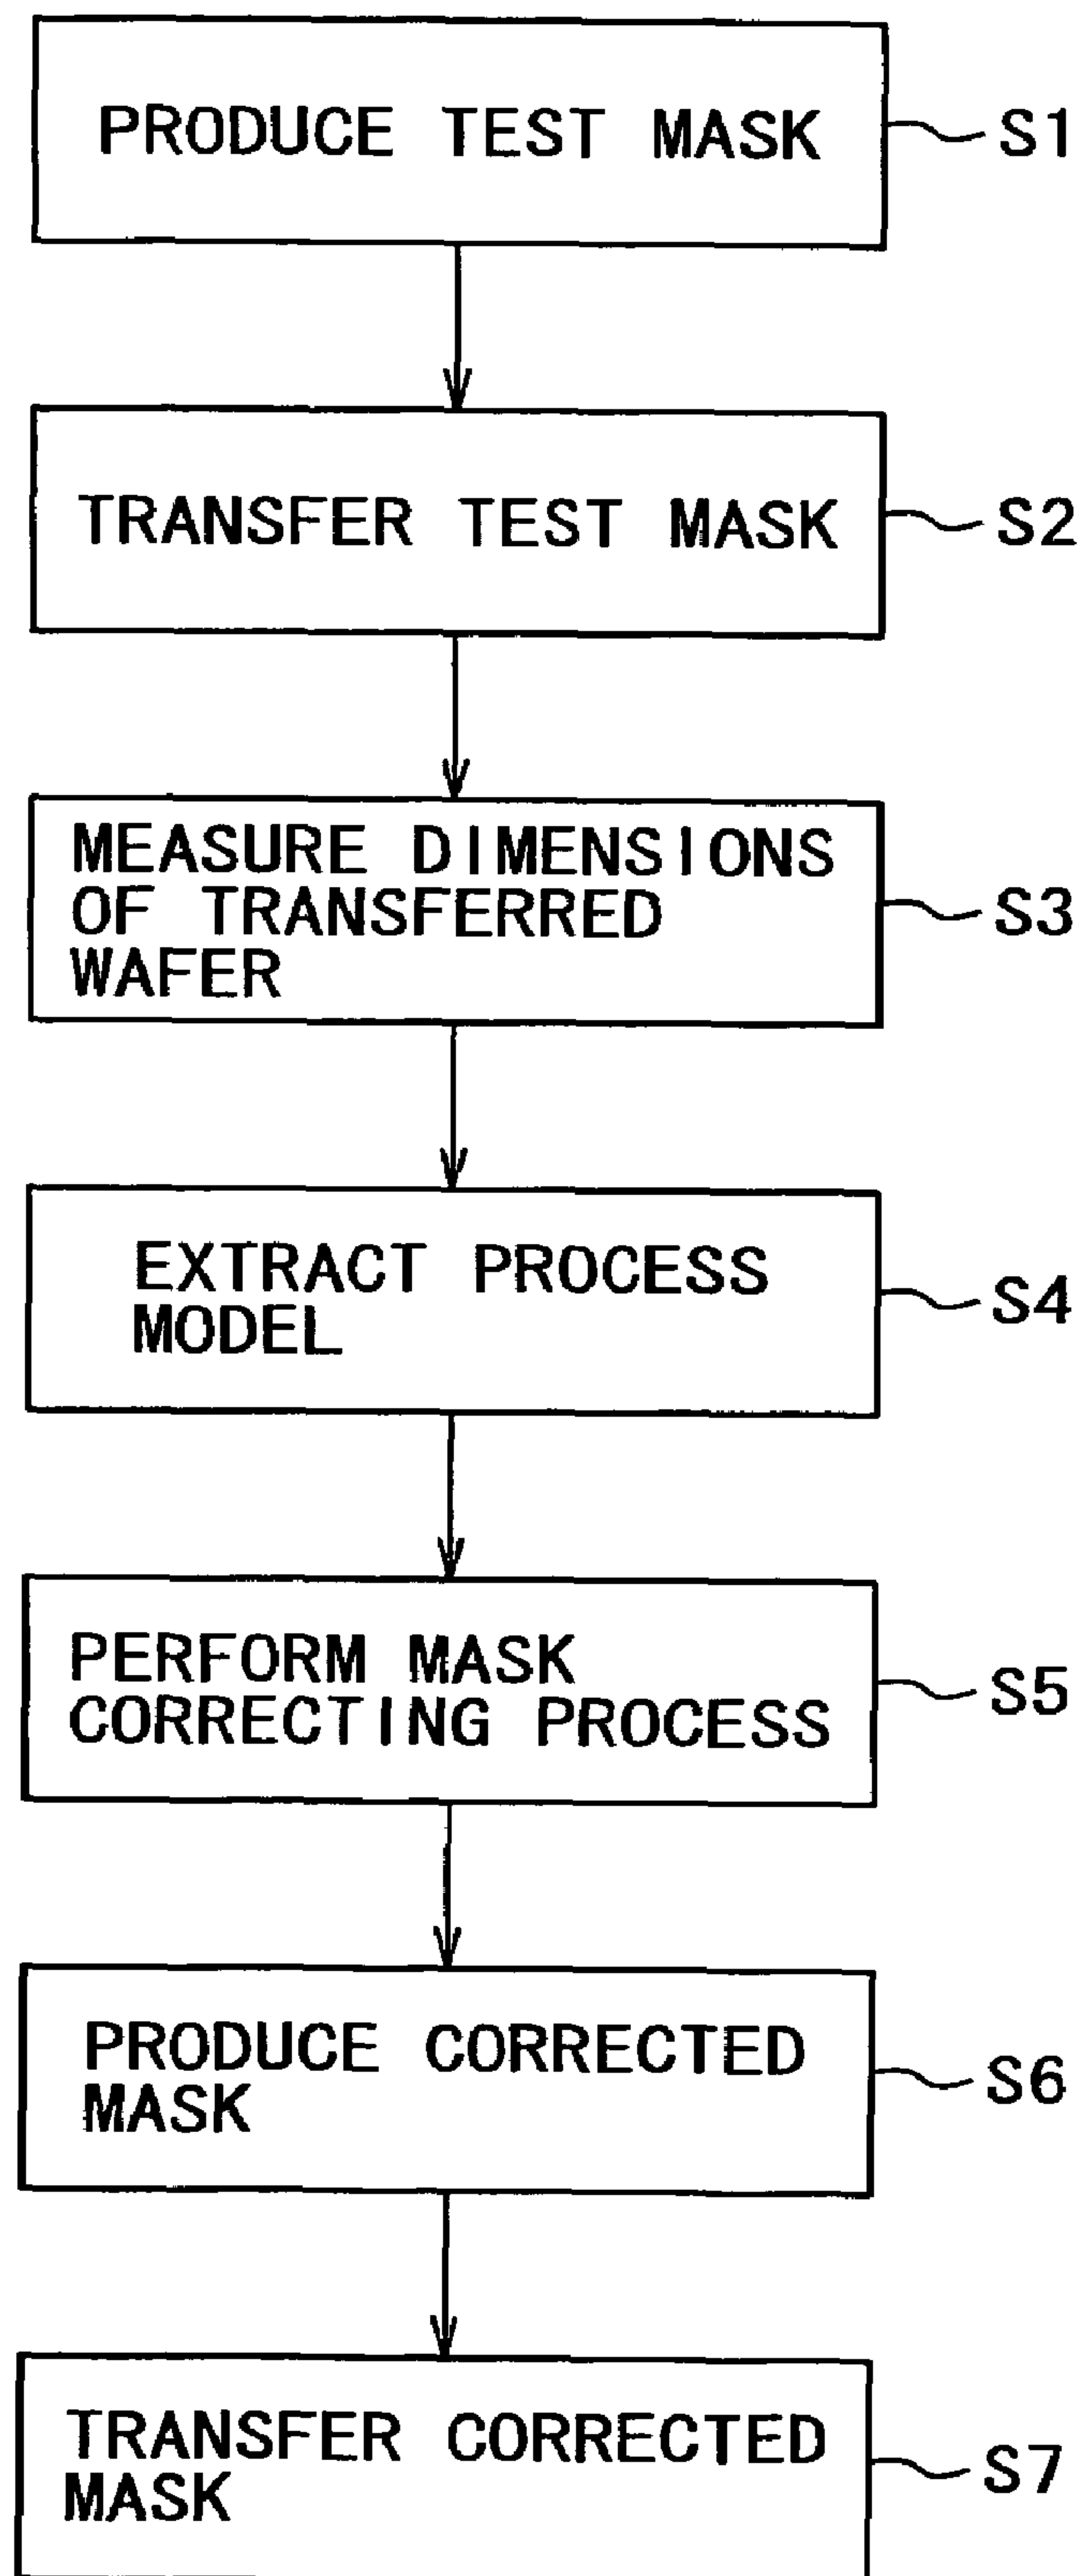 PRODUCE TEST MASK
S1
TRANSFER TEST MASK
S2
MEASURE DIMENSIONS
OF TRANSFERRED
WAFER
S3
EXTRACT PROCESS
MODEL
S4
PERFORM MASK
CORRECTING PROCESS
S5
PRODUCE CORRECTED
MASK
S6
TRANSFER CORRECTED
MASK
S7